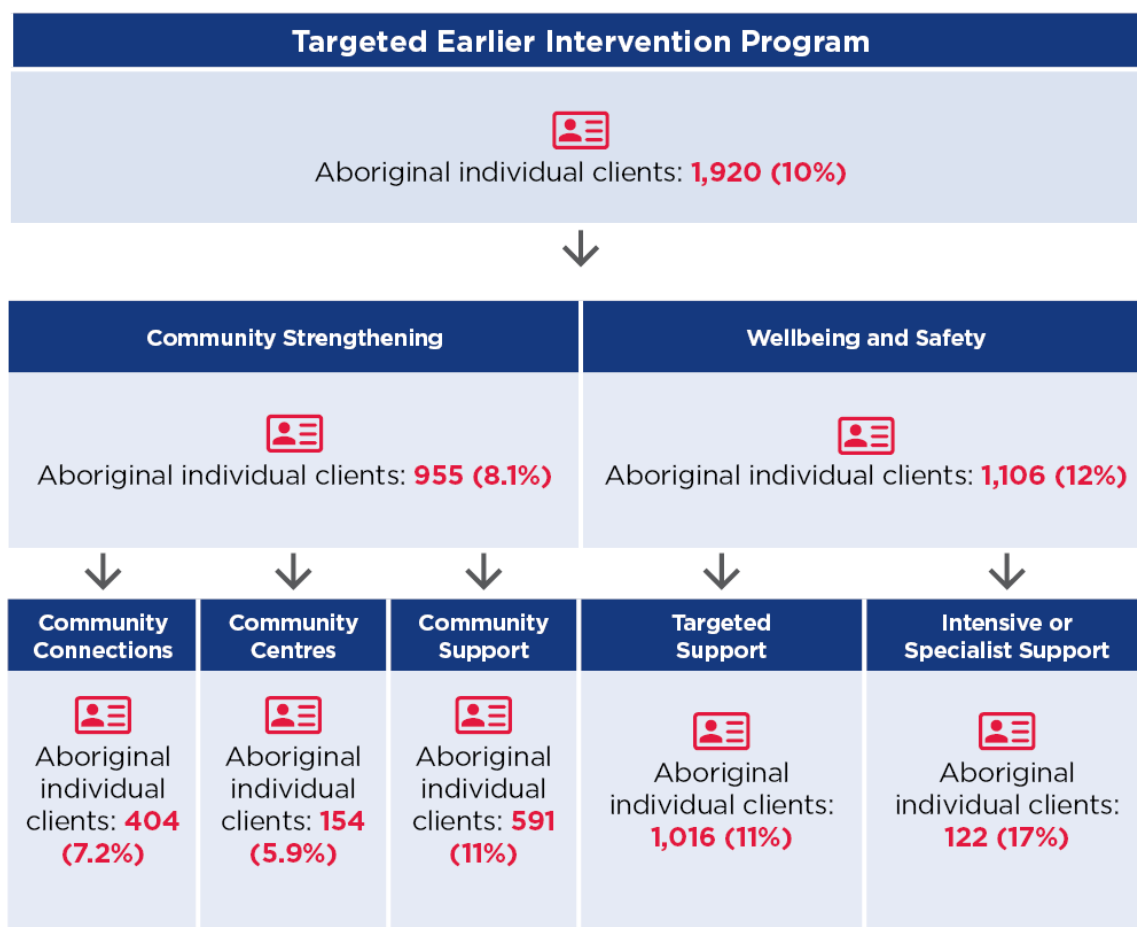 Targeted Earlier Intervention Program
Aboriginal individual clients: 1,920 (10%)
Community Strengthening
Aboriginal individual clients: 955 (8.1%)
Wellbeing and Safety
Aboriginal individual clients: 1,106 (12%)
Community
Connections
Aboriginal
individual
clients: 404
(7.2%)
Community
Centres
Aboriginal
individual
clients: 154
(5.9%)
Community
Support
Aboriginal
individual
clients: 591
(11%)
Targeted
Support
Aboriginal
individual clients:
1,016 (11%)
Intensive or
Specialist Support
Aboriginal
individual clients:
122 (17%)